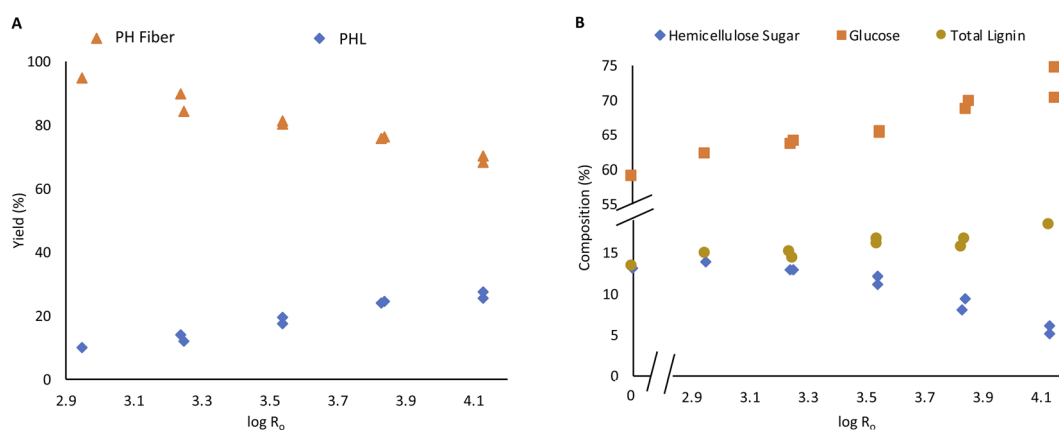 A
PH Fiber
PHL
100
80
60
40
20
0
Yield (%)
2.9 3.1 3.3 3.5 3.7 3.9 4.1
log Rₒ
B
Hemicellulose Sugar Glucose Total Lignin
75
70
65
60
55
15
10
5
0
Composition (%)
0 2.9 3.1 3.3 3.5 3.7 3.9 4.1
log Rₒ